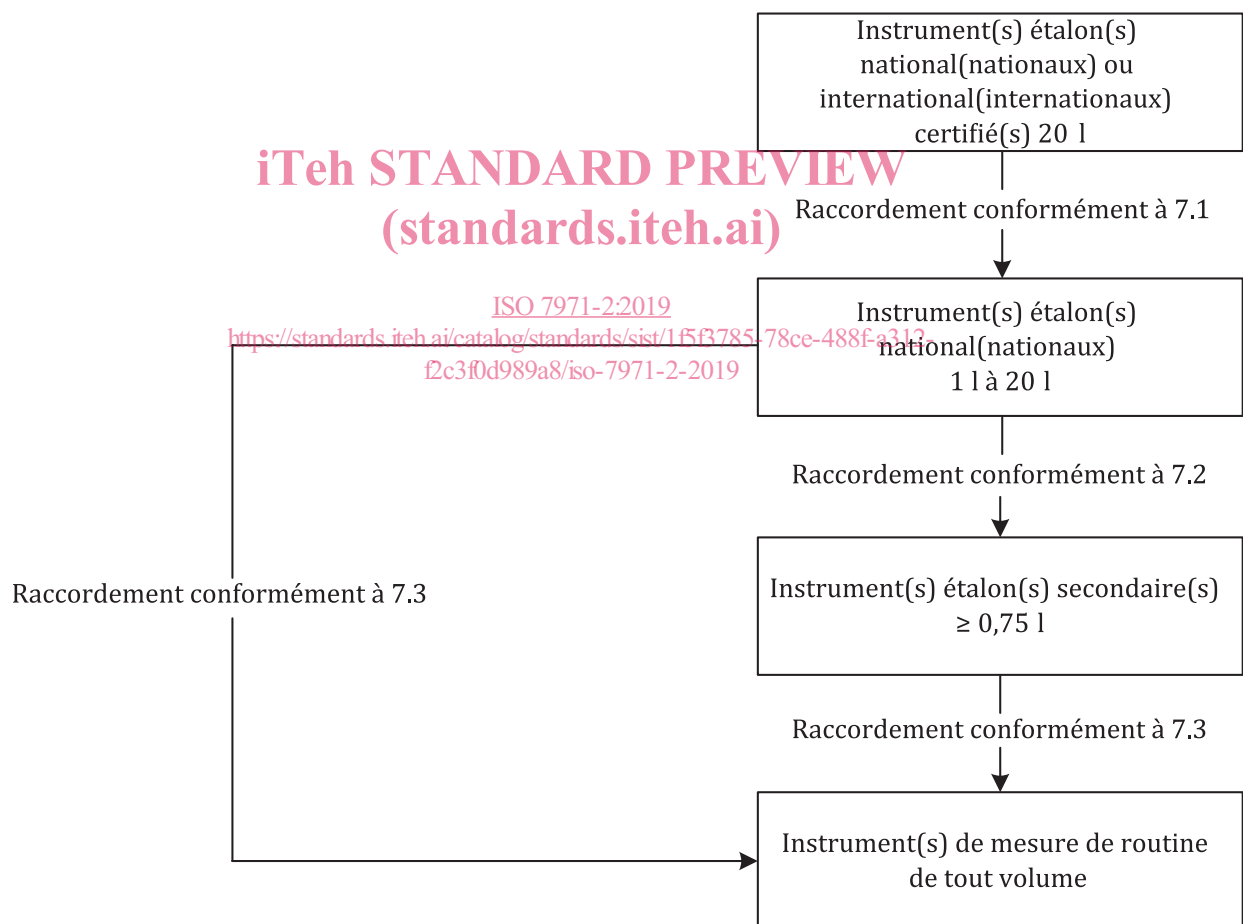 Instrument(s) étalon(s)
national(nationaux) ou
international(internationaux)
certifié(s) 20 l
iTeh STANDARD PREVIEW
(standards.iteh.ai)
Raccordement conformément à 7.1
ISO 7971-2:2019
https://standards.iteh.ai/catalog/standards/sist/1f5f3785-78ce-488f-a312-
f2c3f0d989a8/iso-7971-2-2019
Instrument(s) étalon(s)
national(nationaux)
1 l à 20 l
Raccordement conformément à 7.2
Raccordement conformément à 7.3
Instrument(s) étalon(s) secondaire(s)
≥ 0,75 l
Raccordement conformément à 7.3
Instrument(s) de mesure de routine
de tout volume